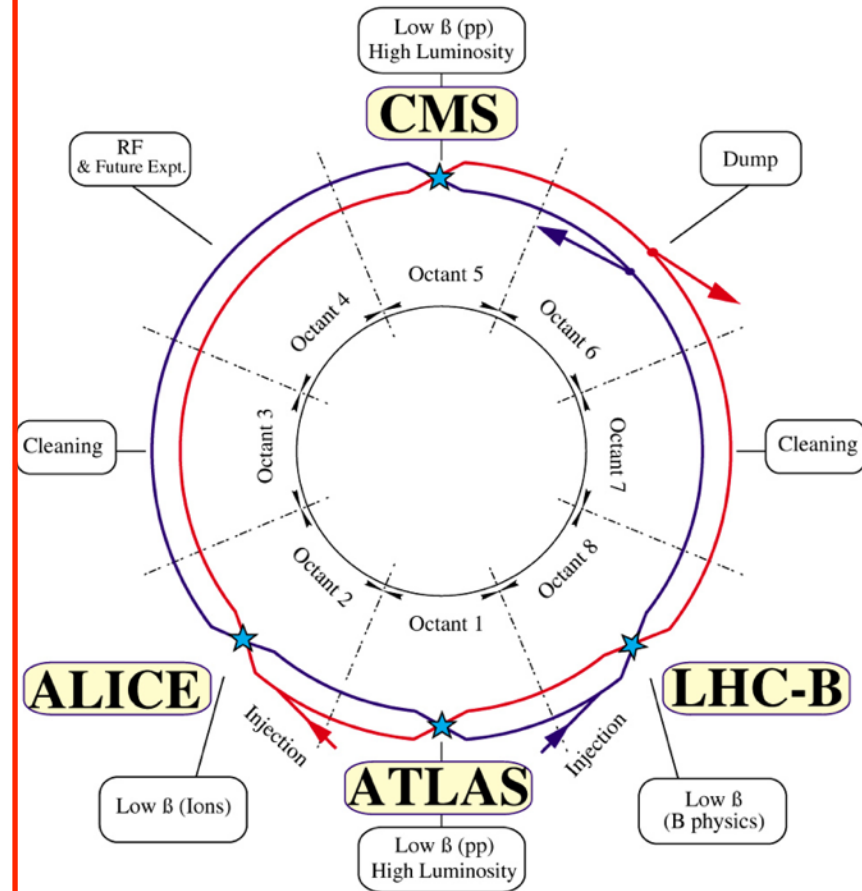 Low ß (pp)
High Luminosity
CMS
RF
& Future Expt.
Dump
Octant 5
Octant 4
Octant 6
Cleaning
Octant 3
Octant 7
Cleaning
Octant 2
Octant 8
Octant 1
ALICE
LHC-B
Injection
Injection
ATLAS
Low ß (Ions)
Low ß
(B physics)
Low ß (pp)
High Luminosity